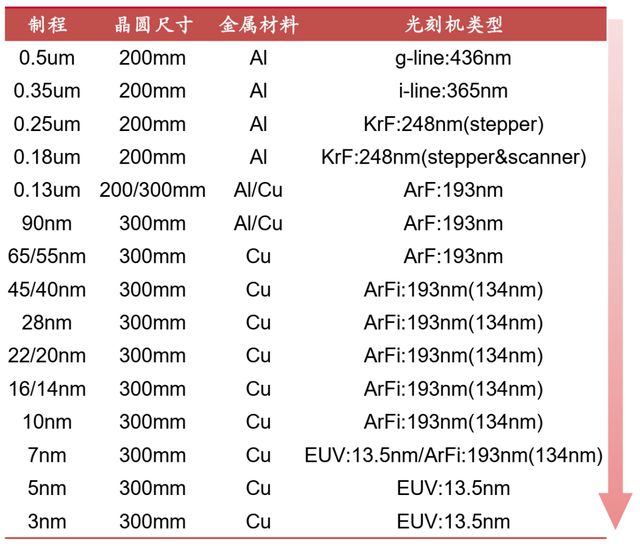 制程 晶圆尺寸 金属材料 光刻机类型
0.5um 200mm Al g-line:436nm
0.35um 200mm Al i-line:365nm
0.25um 200mm Al KrF:248nm(stepper)
0.18um 200mm Al KrF:248nm(stepper&scanner)
0.13um 200/300mm Al/Cu ArF:193nm
90nm 300mm Al/Cu ArF:193nm
65/55nm 300mm Cu ArF:193nm
45/40nm 300mm Cu ArFi:193nm(134nm)
28nm 300mm Cu ArFi:193nm(134nm)
22/20nm 300mm Cu ArFi:193nm(134nm)
16/14nm 300mm Cu ArFi:193nm(134nm)
10nm 300mm Cu ArFi:193nm(134nm)
7nm 300mm Cu EUV:13.5nm/ArFi:193nm(134nm)
5nm 300mm Cu EUV:13.5nm
3nm 300mm Cu EUV:13.5nm